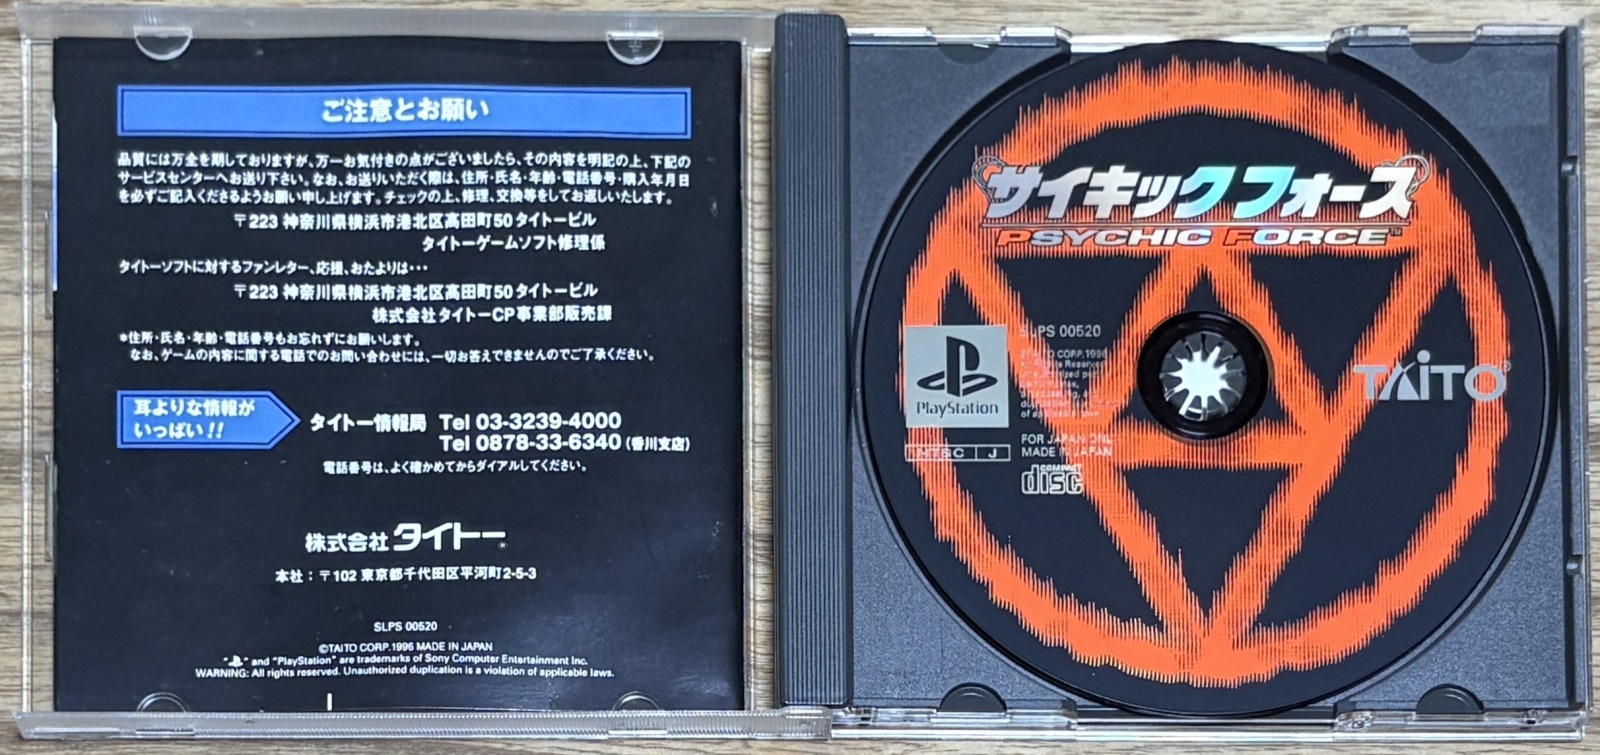 ご注意とお願い
品質には万全を期しておりますが、万一お気付きの点がございましたら、その内容を明記の上、下記の
サービスセンターへお送り下さい。なお、お送りいただく際は、住所・氏名・年齢・電話番号・購入年月日
を必ずご記入くださるようお願い申し上げます。チェックの上、修理、交換等をしてお返しいたします。
〒223 神奈川県横浜市港北区高田町50 タイトービル
タイトーゲームソフト修理係
タイトーソフトに対するファンレター、応援、おたよりは・・・
〒223 神奈川県横浜市港北区高田町50 タイトービル
株式会社タイトーCP事業部販売課
*住所・氏名・年齢・電話番号もお忘れずにお願いします。
なお、ゲームの内容に関する電話でのお問い合わせには、一切お答えできませんのでご了承ください。
耳よりな情報が
いっぱい!!
タイトー情報局 Tel 03-3239-4000
Tel 0878-33-6340 (香川支店)
電話番号は、よく確かめてからダイアルしてください。
株式会社 タイトー®
本社：〒102 東京都千代田区平河町2-5-3
SLPS 00520
©TAITO CORP.1996 MADE IN JAPAN
" " and "PlayStation" are trademarks of Sony Computer Entertainment Inc.
WARNING: All rights reserved. Unauthorized duplication is a violation of applicable laws.
サイキックフォース
PSYCHIC FORCE™
SLPS 00520
TAITO CORP.1996
All Rights Reserved
of applicable laws
PlayStation
TAITO®
FOR JAPAN ONLY
NTSC J
MADE IN JAPAN
COMPACT
disc